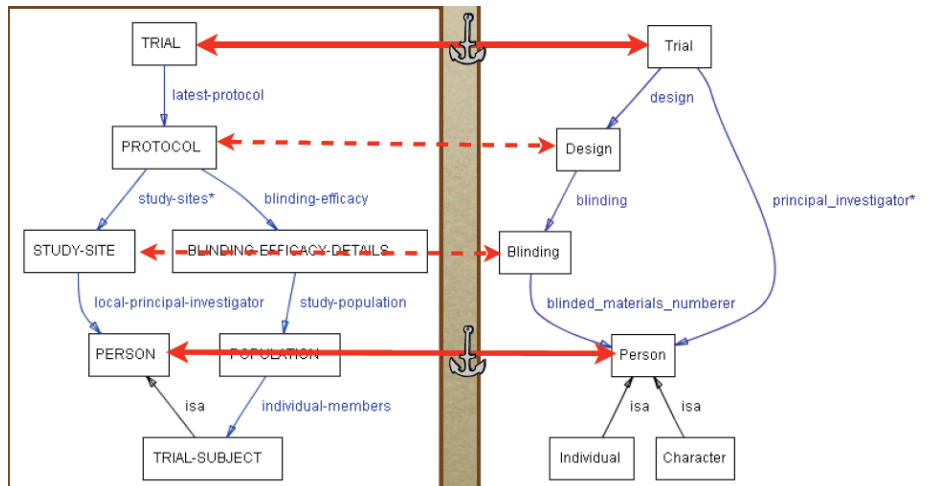 TRIAL
Trial
latest-protocol
design
PROTOCOL
Design
study-sites*
blinding-efficacy
blinding
principal_investigator*
STUDY-SITE
BLINDING-EFFICACY-DETAILS
Blinding
local-principal-investigator
study-population
blinded_materials_numberer
PERSON
POPULATION
Person
isa
individual-members
isa
isa
TRIAL-SUBJECT
Individual
Character